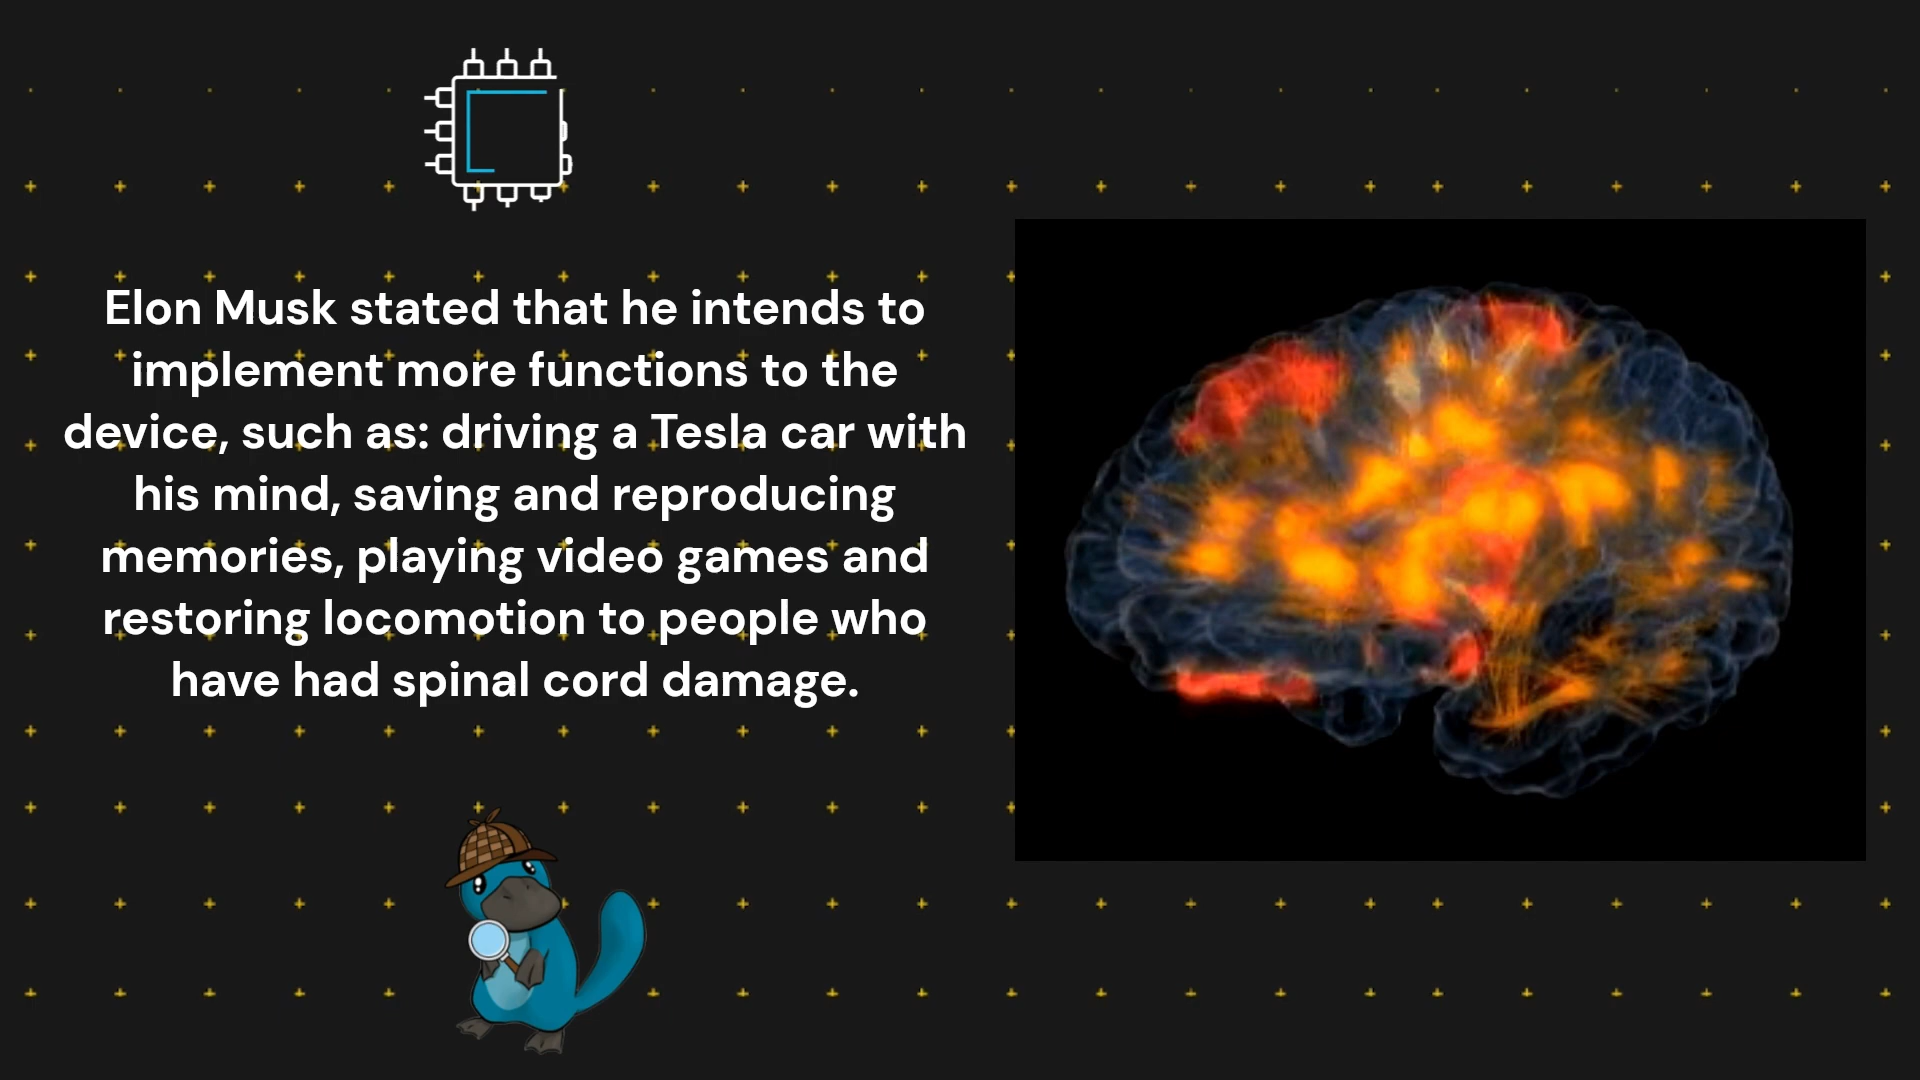 Elon Musk stated that he intends to
implement more functions to the
device, such as: driving a Tesla car with
his mind, saving and reproducing
memories, playing video games and
restoring locomotion to people who
have had spinal cord damage.